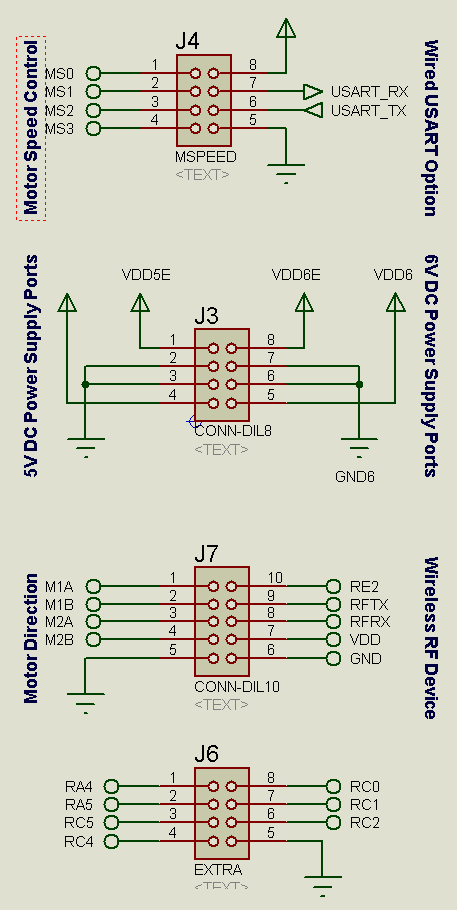 Motor Speed Control
Wired USART Option
J4
MS0 1 8
MS1 2 7 USART_RX
MS2 3 6 USART_TX
MS3 4 5
MSPEED
<TEXT>
5V DC Power Supply Ports
6V DC Power Supply Ports
VDD5E VDD6E VDD6
J3
1 8
2 7
3 6
4 5
CONN-DIL8
<TEXT>
GND6
Motor Direction
Wireless RF Device
J7
M1A 1 10 RE2
M1B 2 9 RFTX
M2A 3 8 RFRX
M2B 4 7 VDD
5 6 GND
CONN-DIL10
<TEXT>
J6
RA4 1 8 RC0
RA5 2 7 RC1
RC5 3 6 RC2
RC4 4 5
EXTRA
<TEXT>